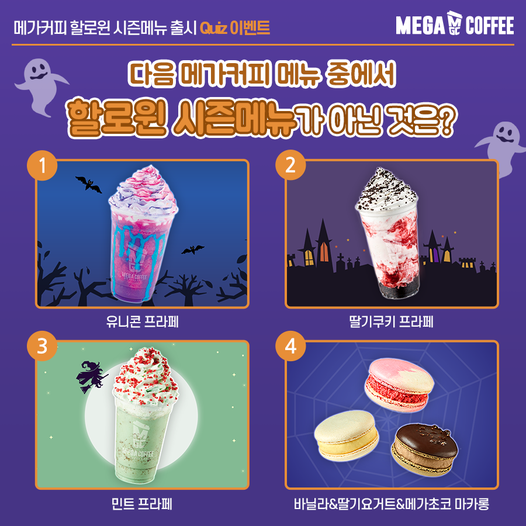 메가커피 할로윈 시즌메뉴 출시 Quiz 이벤트
MEGA MGC COFFEE
다음 메가커피 메뉴 중에서
할로윈 시즌메뉴가 아닌 것은?
1
유니콘 프라페
2
딸기쿠키 프라페
3
민트 프라페
4
바닐라&딸기요거트&메가초코 마카롱